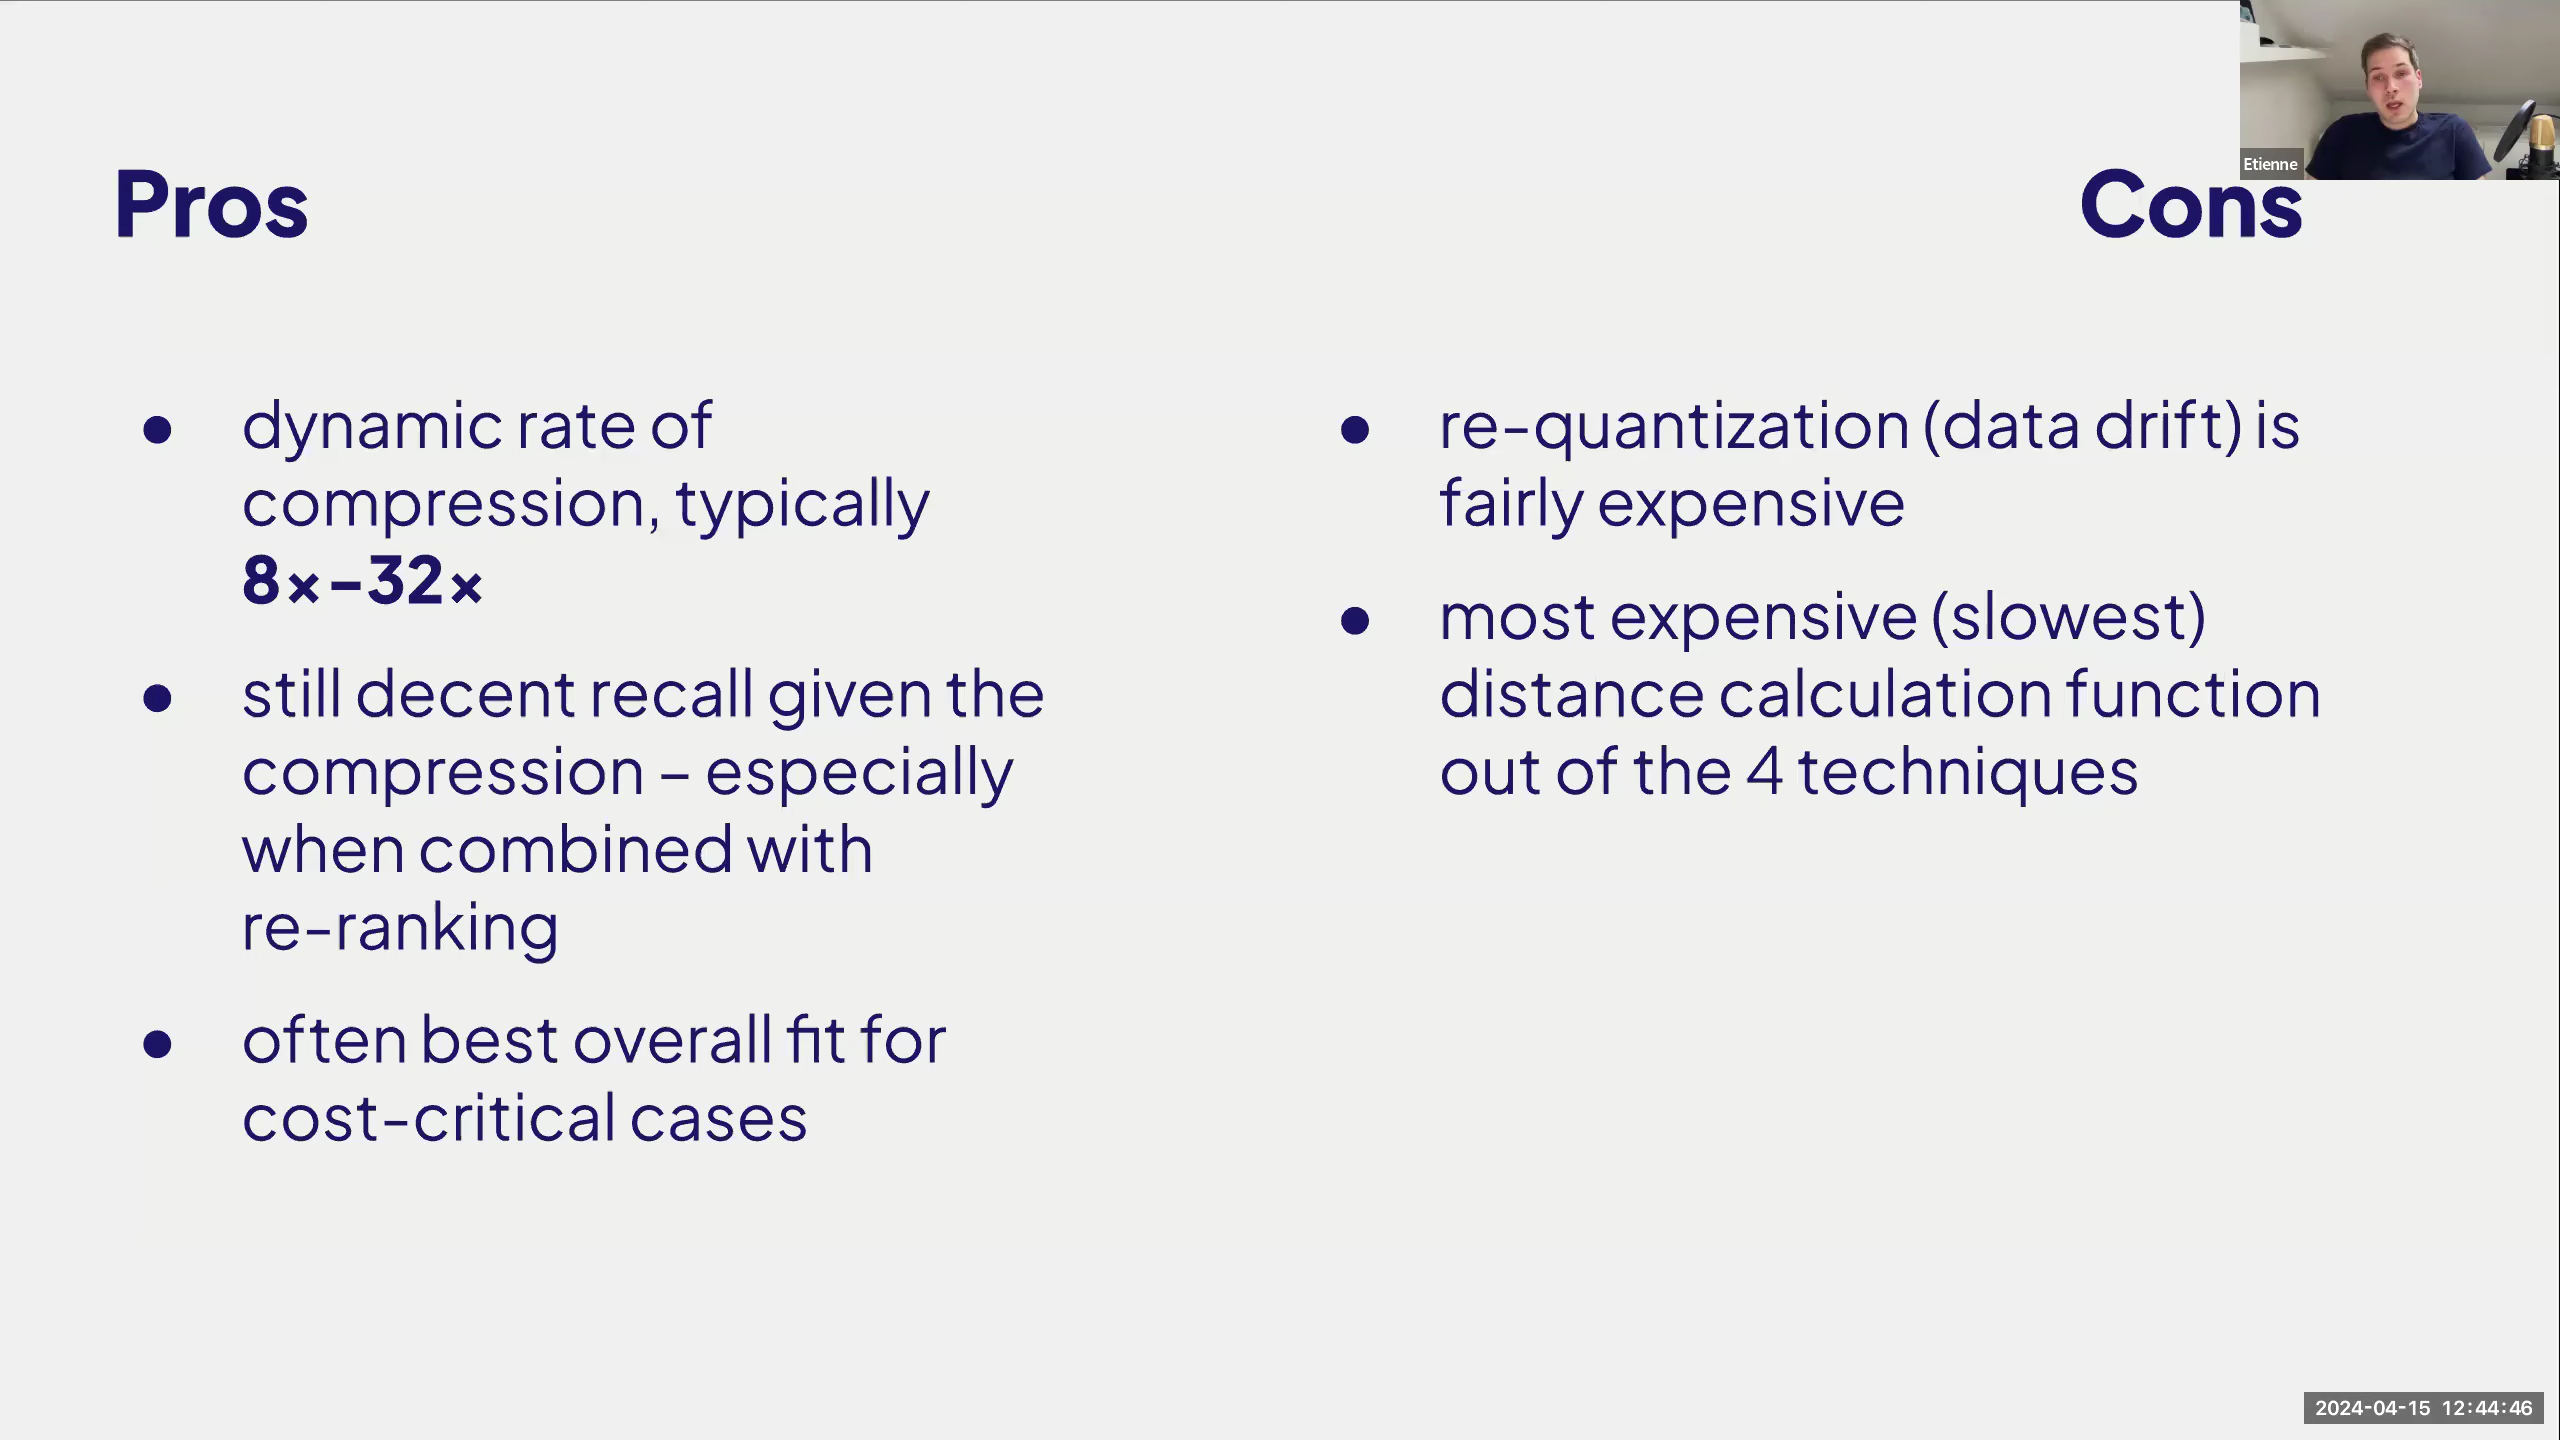 Etienne
Pros
Cons
● dynamic rate of
compression, typically
8×–32×
● still decent recall given the
compression – especially
when combined with
re-ranking
● often best overall fit for
cost-critical cases
● re-quantization (data drift) is
fairly expensive
● most expensive (slowest)
distance calculation function
out of the 4 techniques
2024-04-15 12:44:46